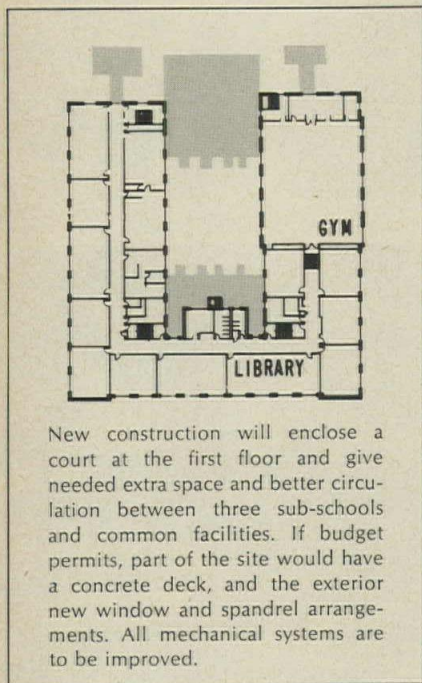 GYM
LIBRARY
New construction will enclose a
court at the first floor and give
needed extra space and better circu-
lation between three sub-schools
and common facilities. If budget
permits, part of the site would have
a concrete deck, and the exterior
new window and spandrel arrange-
ments. All mechanical systems are
to be improved.